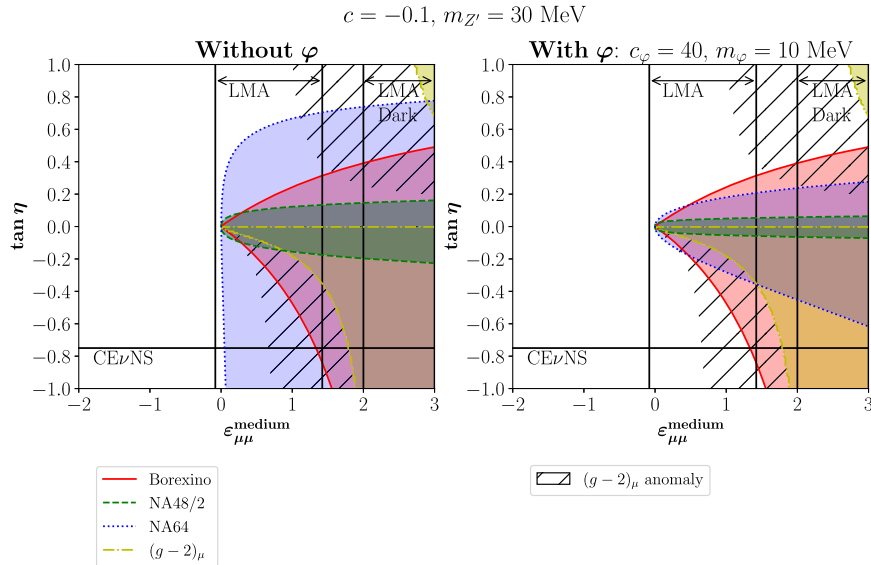 c = −0.1, m_{Z′} = 30 MeV
Without φ
With φ: c_φ = 40, m_φ = 10 MeV
1.0
0.8
0.6
0.4
0.2
0.0
−0.2
−0.4
−0.6
−0.8
−1.0
tan η
LMA
LMA
Dark
CEνNS
−2
−1
0
1
2
3
ε^{medium}_{μμ}
1.0
0.8
0.6
0.4
0.2
0.0
−0.2
−0.4
−0.6
−0.8
−1.0
tan η
LMA
LMA
Dark
CEνNS
−2
−1
0
1
2
3
ε^{medium}_{μμ}
Borexino
NA48/2
NA64
(g − 2)_μ
(g − 2)_μ anomaly